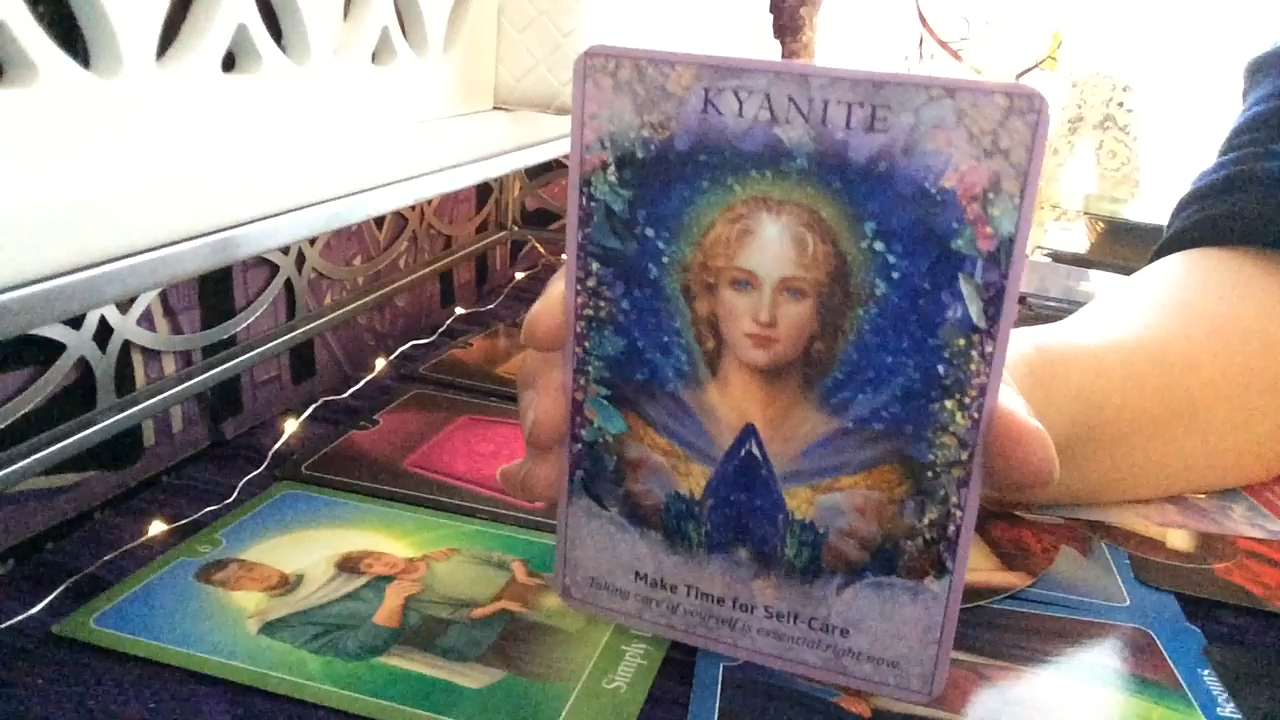 KYANITE
Make Time for Self-Care
Taking care of yourself is essential right now.
Simply
Begins